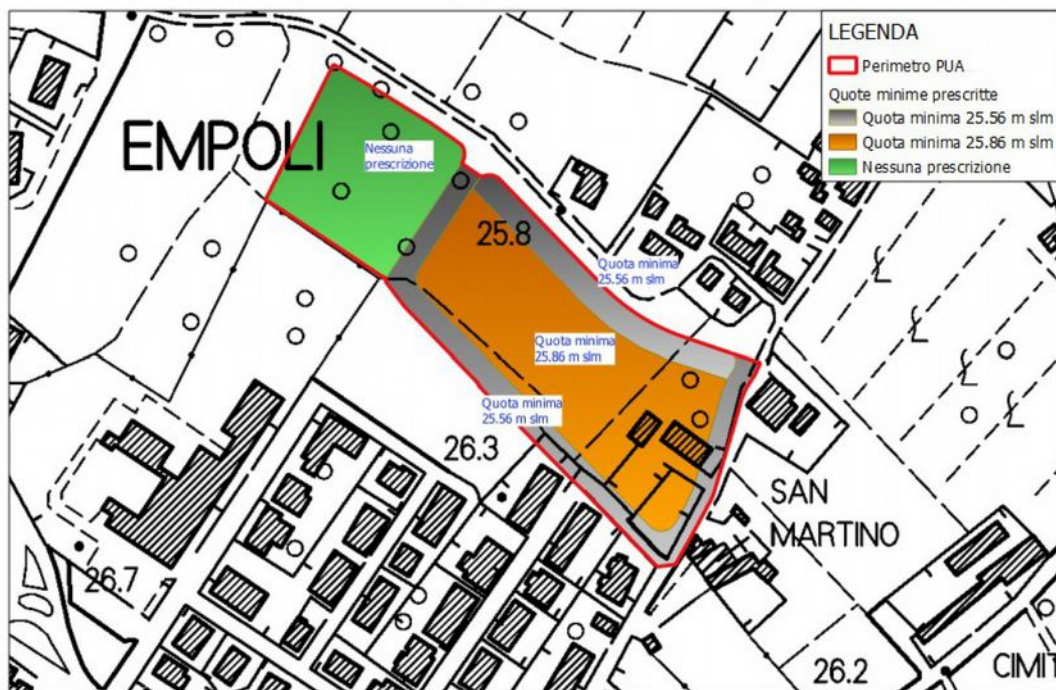 LEGENDA
Perimetro PUA
Quote minime prescritte
Quota minima 25.56 m slm
Quota minima 25.86 m slm
Nessuna prescrizione
EMPOLI
Nessuna
prescrizione
25.8
Quota minima
25.56 m slm
Quota minima
25.86 m slm
Quota minima
25.56 m slm
26.3
SAN
MARTINO
26.7
26.2
CIMIT